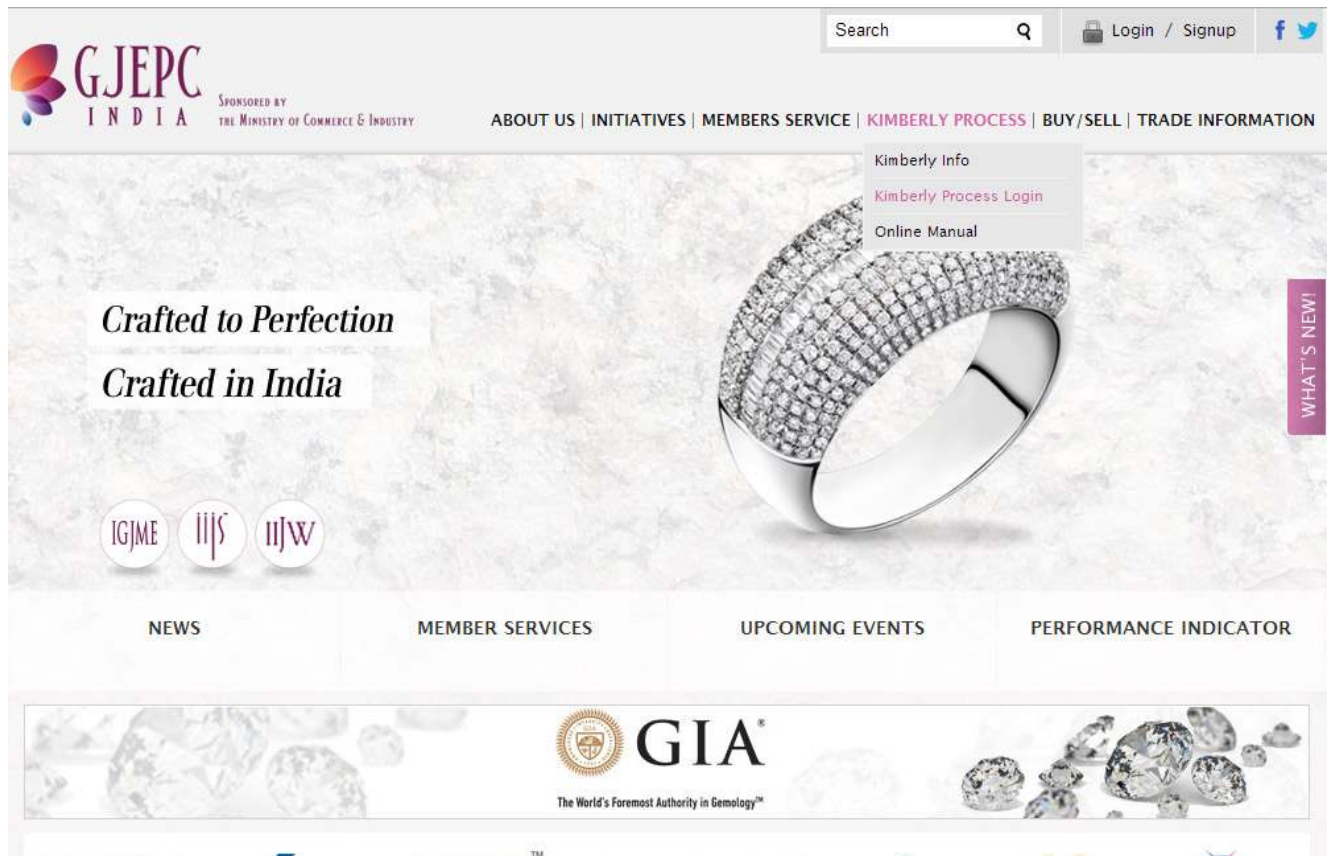 Search
Login / Signup
GJEPC
INDIA
SPONSORED BY
THE MINISTRY OF COMMERCE & INDUSTRY
ABOUT US | INITIATIVES | MEMBERS SERVICE | KIMBERLY PROCESS | BUY/SELL | TRADE INFORMATION
Kimberly Info
Kimberly Process Login
Online Manual
WHAT'S NEW!
Crafted to Perfection
Crafted in India
IGJME IIJS IIJW
NEWS MEMBER SERVICES UPCOMING EVENTS PERFORMANCE INDICATOR
GIA®
The World's Foremost Authority in Gemology™
TM